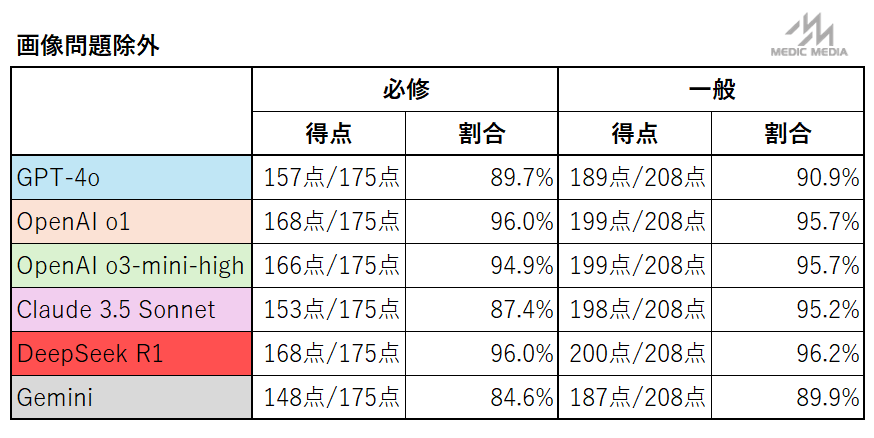 画像問題除外
MEDIC MEDIA
必修 一般
得点 割合 得点 割合
GPT-4o 157点/175点 89.7% 189点/208点 90.9%
OpenAI o1 168点/175点 96.0% 199点/208点 95.7%
OpenAI o3-mini-high 166点/175点 94.9% 199点/208点 95.7%
Claude 3.5 Sonnet 153点/175点 87.4% 198点/208点 95.2%
DeepSeek R1 168点/175点 96.0% 200点/208点 96.2%
Gemini 148点/175点 84.6% 187点/208点 89.9%